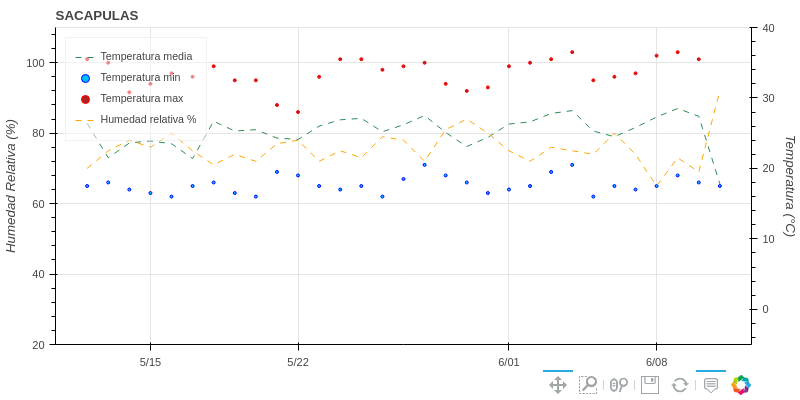 SACAPULAS
Temperatura media
Temperatura min
Temperatura max
Humedad relativa %
Humedad Relativa (%)
100
80
60
40
20
Temperatura (°C)
40
30
20
10
0
5/15
5/22
6/01
6/08